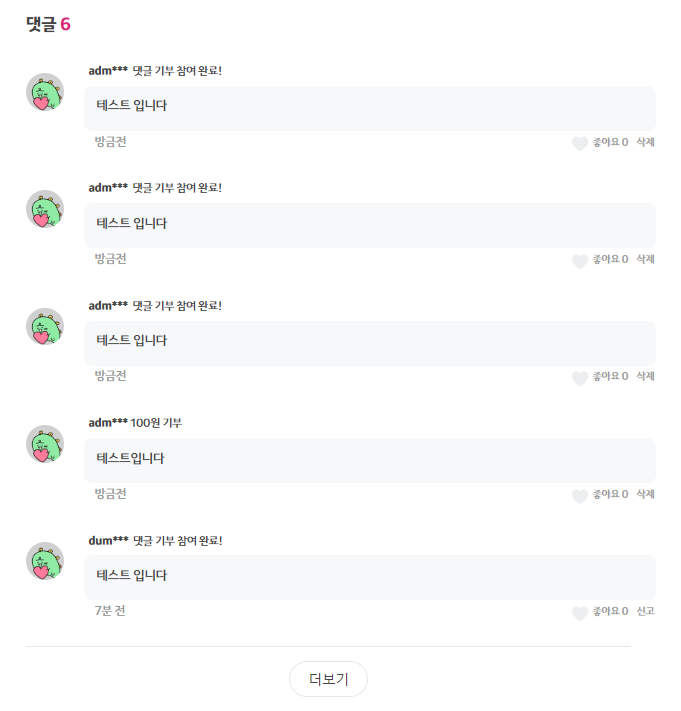 댓글 6
adm*** 댓글 기부 참여 완료!
테스트 입니다
방금전 좋아요 0 삭제
adm*** 댓글 기부 참여 완료!
테스트 입니다
방금전 좋아요 0 삭제
adm*** 댓글 기부 참여 완료!
테스트 입니다
방금전 좋아요 0 삭제
adm*** 100원 기부
테스트입니다
방금전 좋아요 0 삭제
dum*** 댓글 기부 참여 완료!
테스트 입니다
7분 전 좋아요 0 신고
더보기